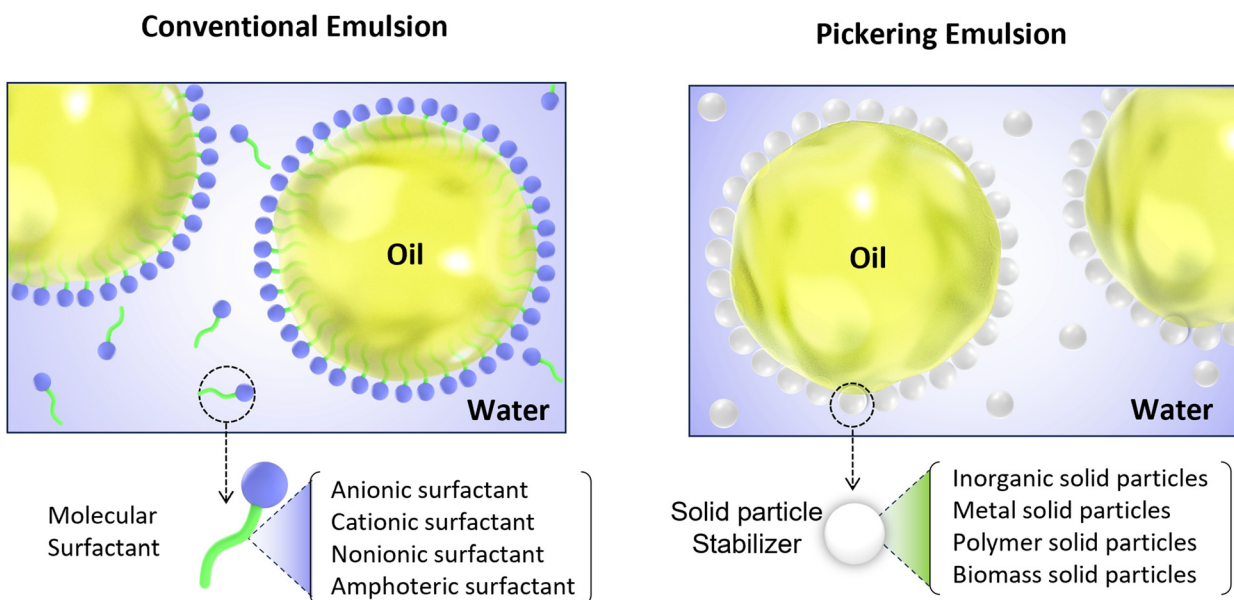 Conventional Emulsion
Oil
Water
Molecular
Surfactant
Anionic surfactant
Cationic surfactant
Nonionic surfactant
Amphoteric surfactant
Pickering Emulsion
Oil
Water
Solid particle
Stabilizer
Inorganic solid particles
Metal solid particles
Polymer solid particles
Biomass solid particles